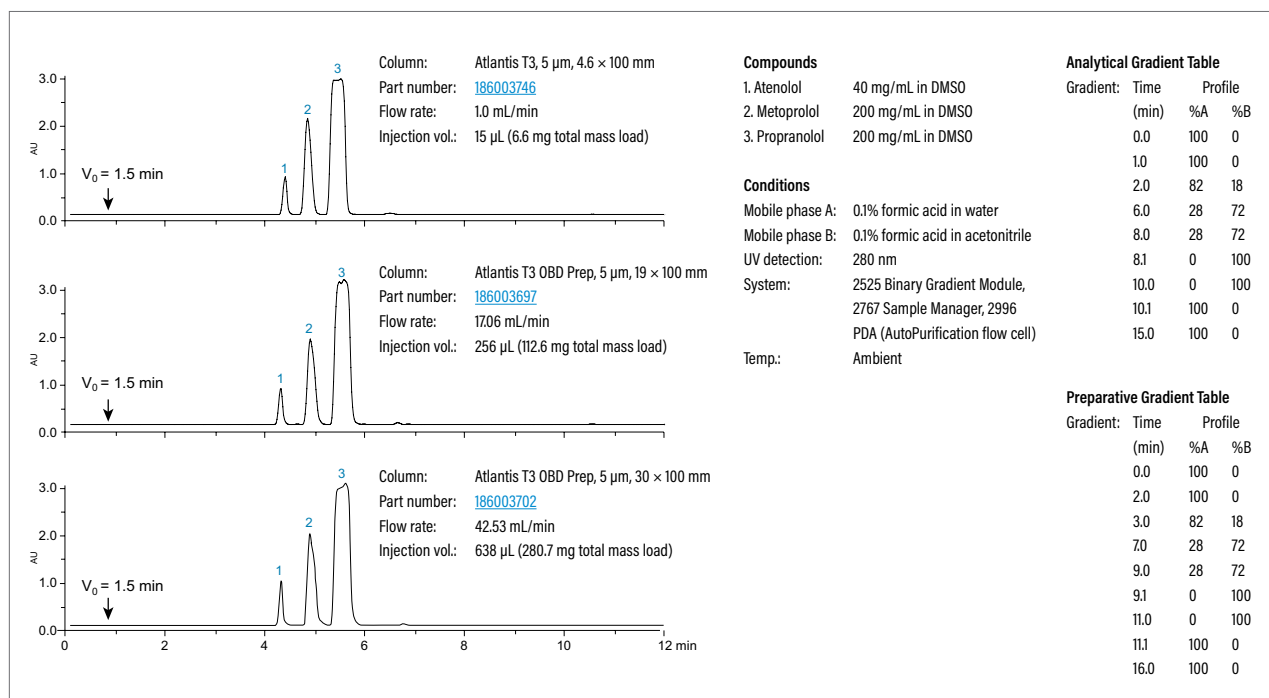 3.0
2.0
1.0
0.0
AU
V0 = 1.5 min
1
2
3
Column: Atlantis T3, 5 µm, 4.6 × 100 mm
Part number: 186003746
Flow rate: 1.0 mL/min
Injection vol.: 15 µL (6.6 mg total mass load)
3.0
2.0
1.0
0.0
AU
V0 = 1.5 min
1
2
3
Column: Atlantis T3 OBD Prep, 5 µm, 19 × 100 mm
Part number: 186003697
Flow rate: 17.06 mL/min
Injection vol.: 256 µL (112.6 mg total mass load)
3.0
2.0
1.0
0.0
AU
V0 = 1.5 min
1
2
3
Column: Atlantis T3 OBD Prep, 5 µm, 30 × 100 mm
Part number: 186003702
Flow rate: 42.53 mL/min
Injection vol.: 638 µL (280.7 mg total mass load)
0 2 4 6 8 10 12 min
Compounds
1. Atenolol 40 mg/mL in DMSO
2. Metoprolol 200 mg/mL in DMSO
3. Propranolol 200 mg/mL in DMSO
Conditions
Mobile phase A: 0.1% formic acid in water
Mobile phase B: 0.1% formic acid in acetonitrile
UV detection: 280 nm
System: 2525 Binary Gradient Module,
2767 Sample Manager, 2996
PDA (AutoPurification flow cell)
Temp.: Ambient
Analytical Gradient Table
Gradient: Time Profile
(min) %A %B
0.0 100 0
1.0 100 0
2.0 82 18
6.0 28 72
8.0 28 72
8.1 0 100
10.0 0 100
10.1 100 0
15.0 100 0
Preparative Gradient Table
Gradient: Time Profile
(min) %A %B
0.0 100 0
2.0 100 0
3.0 82 18
7.0 28 72
9.0 28 72
9.1 0 100
11.0 0 100
11.1 100 0
16.0 100 0